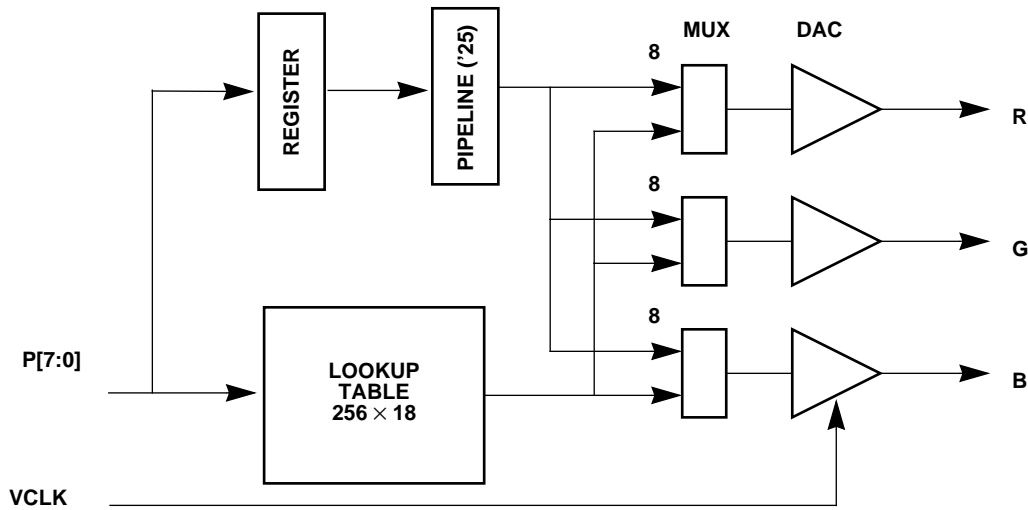 MUX
DAC
REGISTER
PIPELINE ('25)
8
R
8
G
8
B
P[7:0]
LOOKUP
TABLE
256 × 18
VCLK